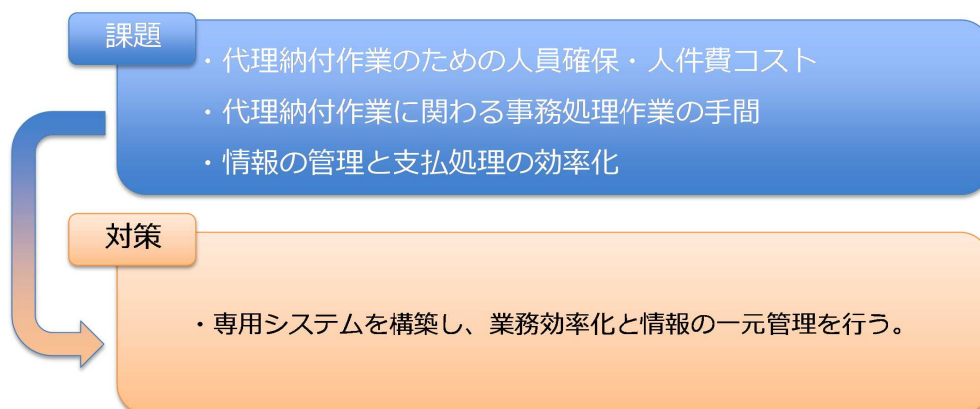 課題
・代理納付作業のための人員確保・人件費コスト
・代理納付作業に関わる事務処理作業の手間
・情報の管理と支払処理の効率化
対策
・専用システムを構築し、業務効率化と情報の一元管理を行う。